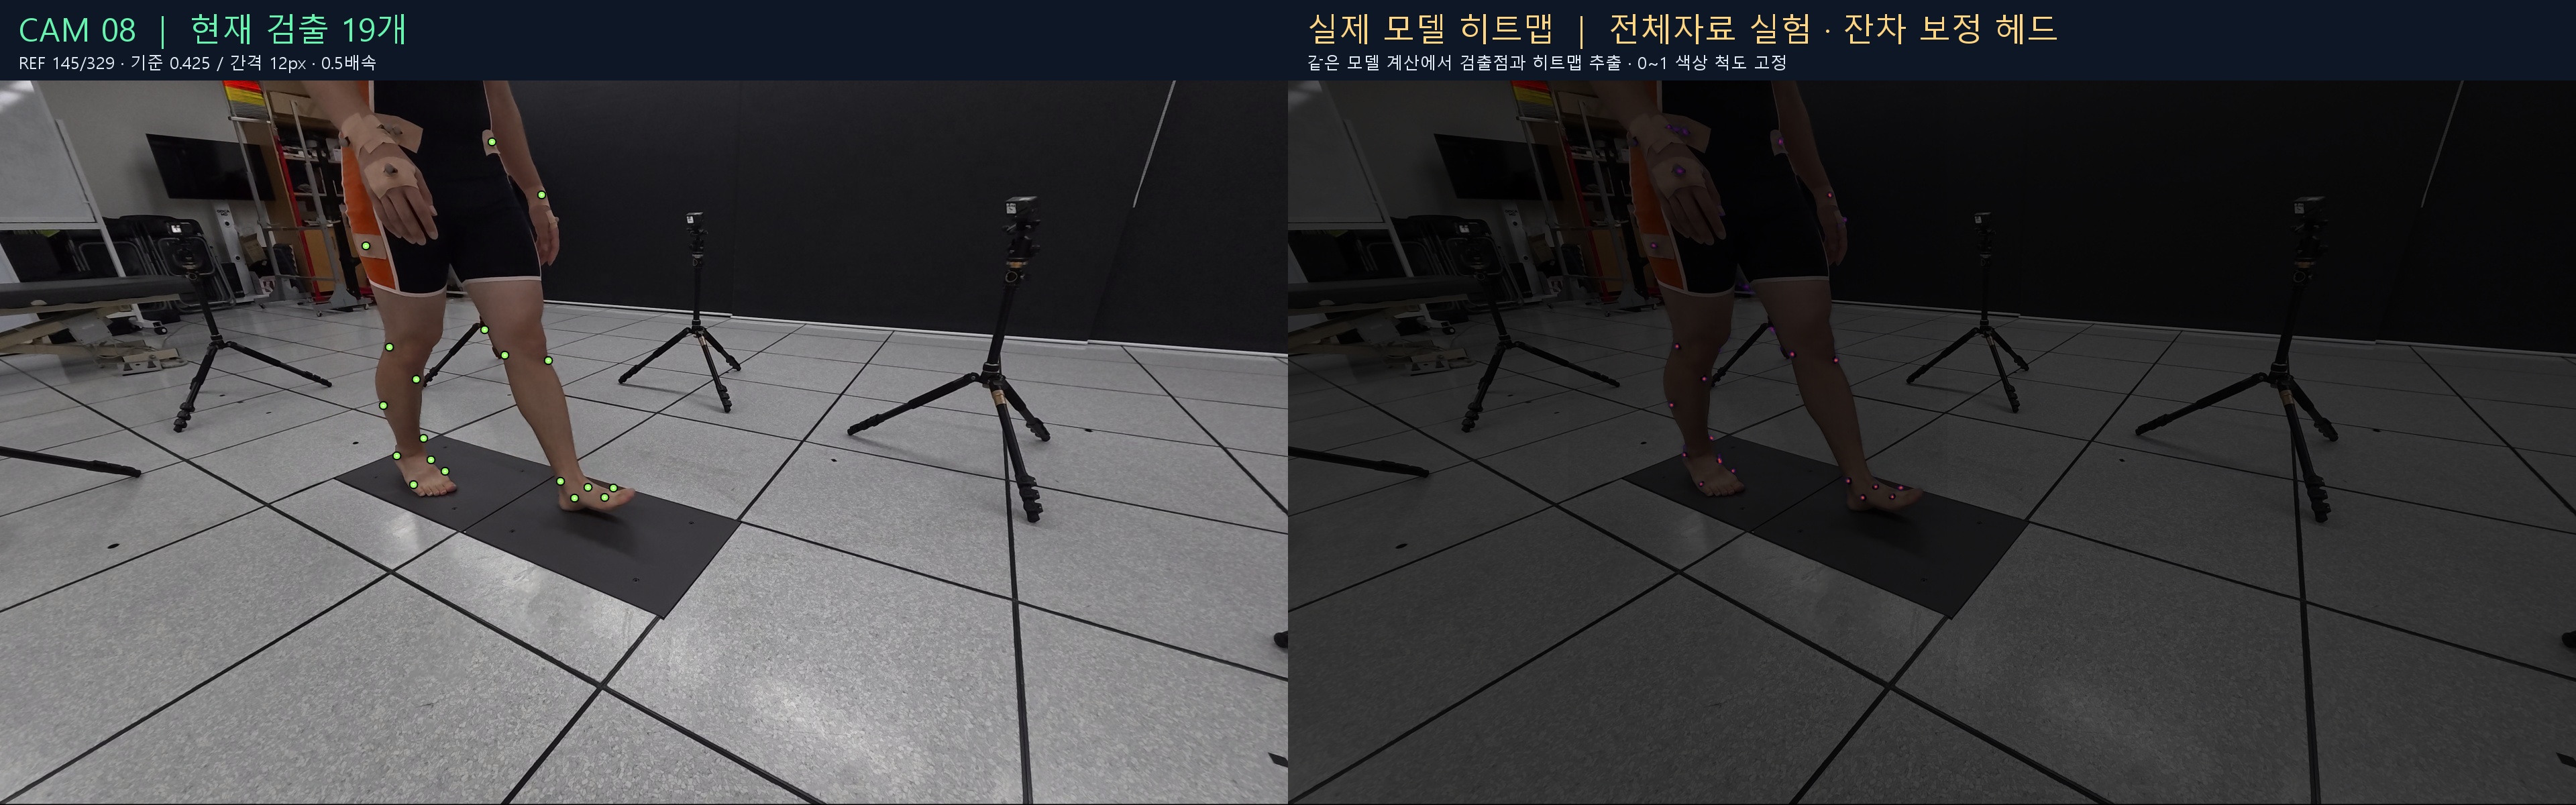 CAM 08 | 현재 검출 19개
REF 145/329 · 기준 0.425 / 간격 12px · 0.5배속
실제 모델 히트맵 | 전체자료 실험 · 잔차 보정 헤드
같은 모델 계산에서 검출점과 히트맵 추출 · 0~1 색상 척도 고정